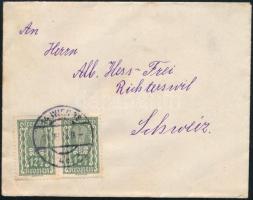 An
Herrn
Alb. Hess-Frei
Richterswil
Schweiz.